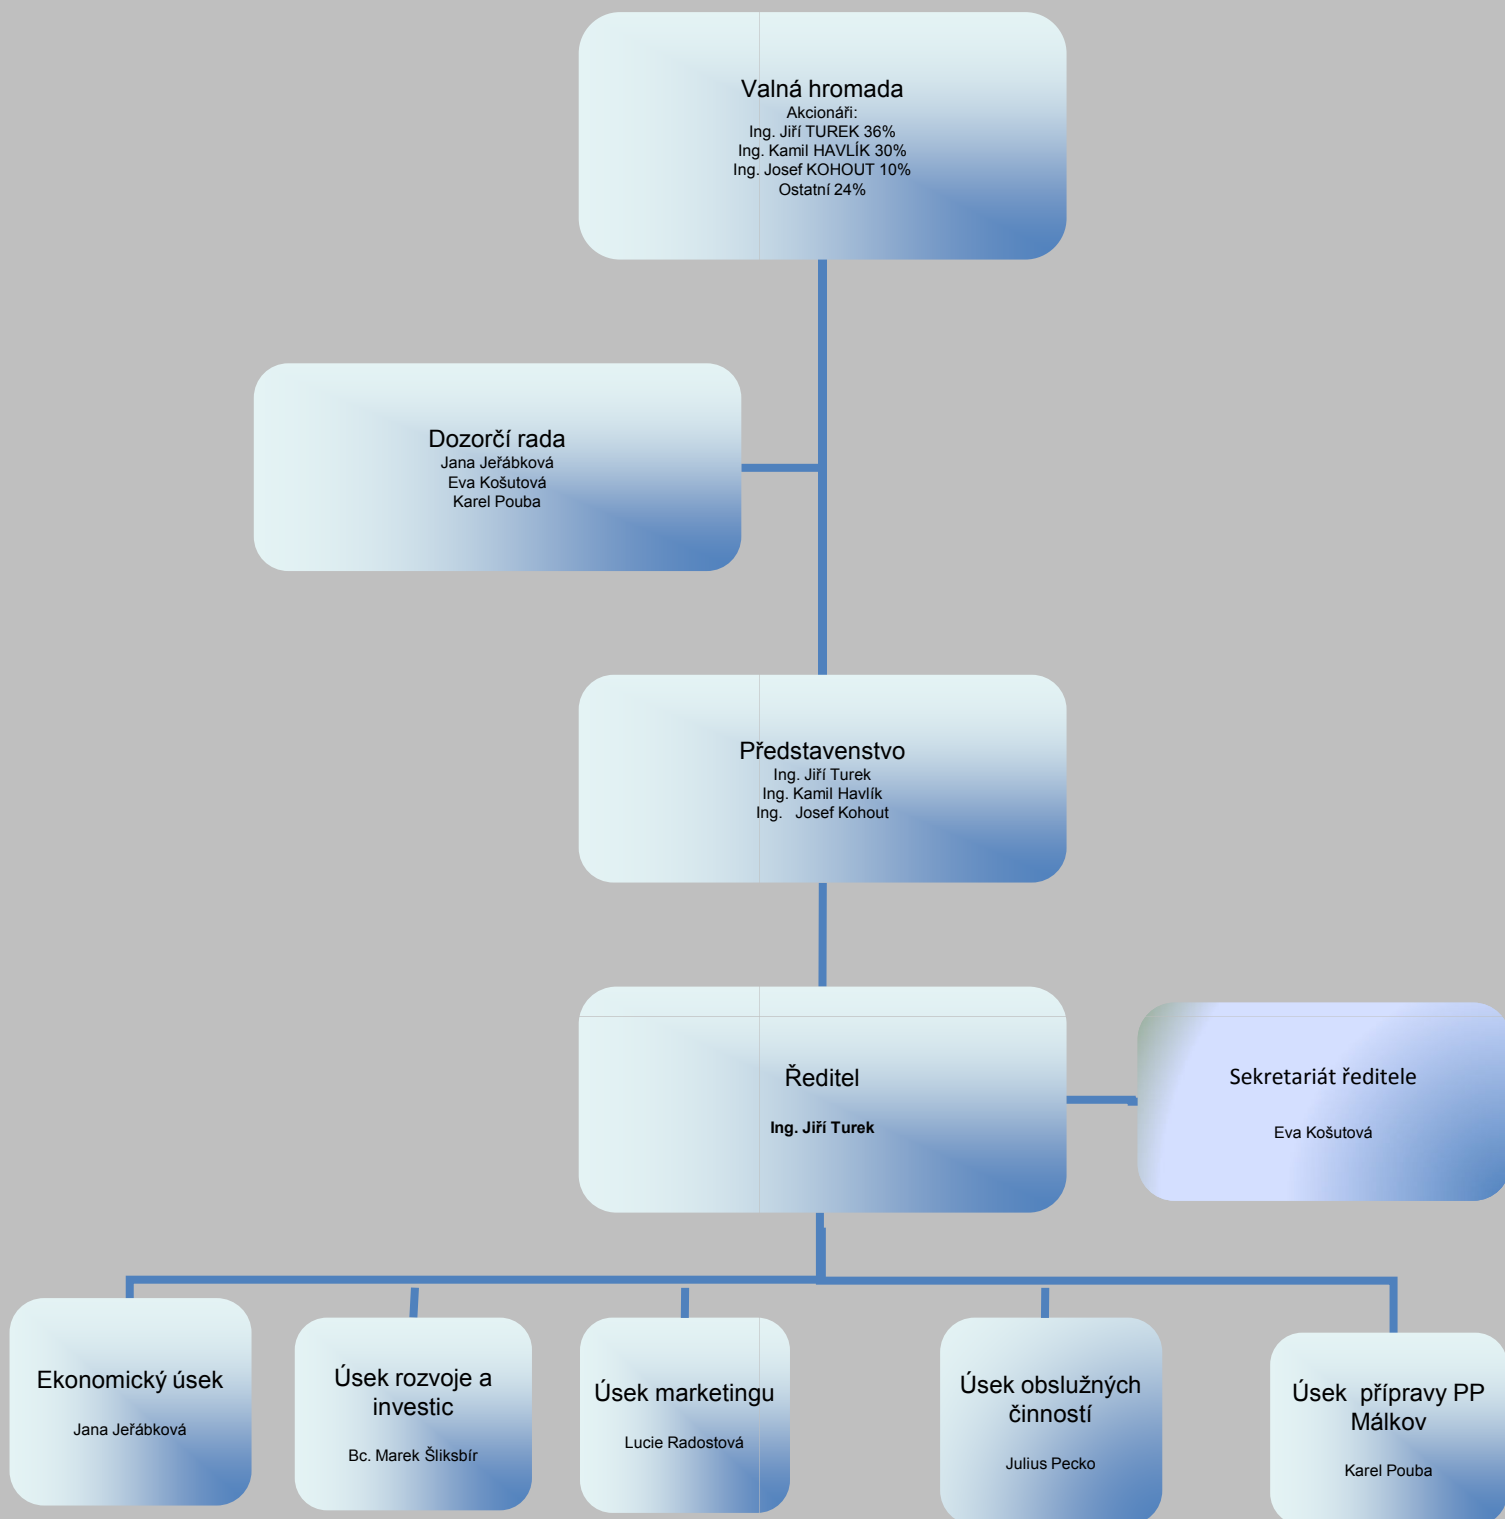 Valná hromada
Akcionáři:
Ing. Jiří TUREK 36%
Ing. Kamil HAVLÍK 30%
Ing. Josef KOHOUT 10%
Ostatní 24%
Dozorčí rada
Jana Jeřábková
Eva Košutová
Karel Pouba
Představenstvo
Ing. Jiří Turek
Ing. Kamil Havlík
Ing.   Josef Kohout
Ředitel
Ing. Jiří Turek
Sekretariát ředitele
Eva Košutová
Ekonomický úsek
Jana Jeřábková
Úsek rozvoje a
investic
Bc. Marek Šliksbír
Úsek marketingu
Lucie Radostová
Úsek obslužných
činností
Julius Pecko
Úsek  přípravy PP
Málkov
Karel Pouba